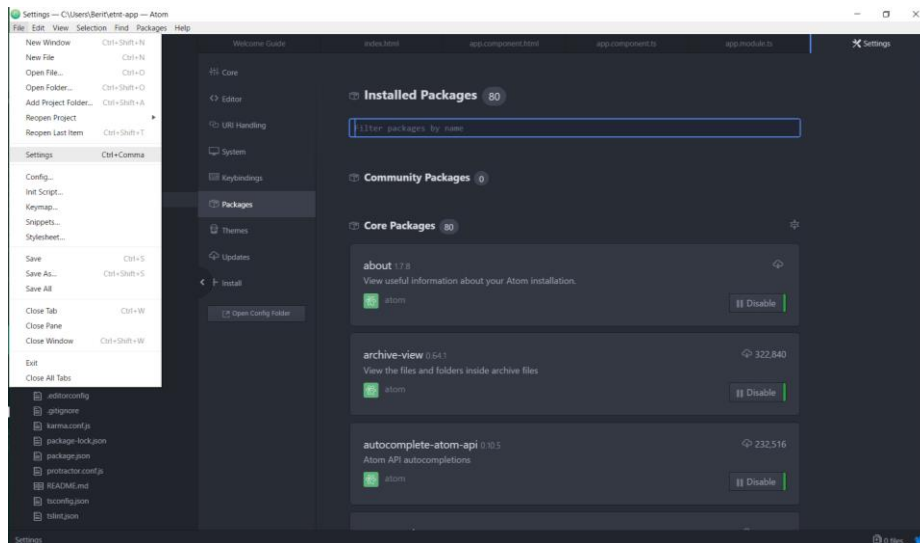 Settings — C:\Users\Berit\etnt-app — Atom
File Edit View Selection Find Packages Help
New Window Ctrl+Shift+N
New File Ctrl+N
Open File... Ctrl+O
Open Folder... Ctrl+Shift+O
Add Project Folder... Ctrl+Shift+A
Reopen Project
Reopen Last Item Ctrl+Shift+T
Settings Ctrl+Comma
Config...
Init Script...
Keymap...
Snippets...
Stylesheet...
Save Ctrl+S
Save As... Ctrl+Shift+S
Save All
Close Tab Ctrl+W
Close Pane
Close Window Ctrl+Shift+W
Exit
Close All Tabs
.editorconfig
.gitignore
karma.conf.js
package-lock.json
package.json
protractor.conf.js
README.md
tsconfig.json
tslint.json
Welcome Guide index.html app.component.html app.component.ts app.module.ts Settings
Core
Editor
URI Handling
System
Keybindings
Packages
Themes
Updates
Install
Open Config Folder
Installed Packages 80
Filter packages by name
Community Packages 0
Core Packages 80
about 1.7.8
View useful information about your Atom installation.
atom Disable
archive-view 0.64.1 322,840
View the files and folders inside archive files
atom Disable
autocomplete-atom-api 0.10.5 232,516
Atom API autocompletions
atom Disable
Settings 0 files